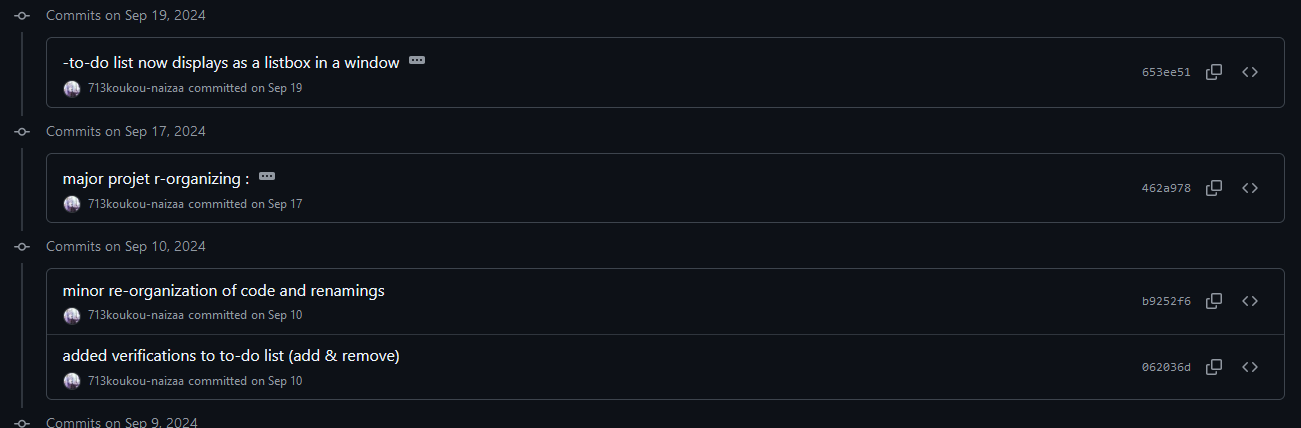 Commits on Sep 19, 2024
-to-do list now displays as a listbox in a window
713koukou-naizaa committed on Sep 19
653ee51
Commits on Sep 17, 2024
major projet r-organizing :
713koukou-naizaa committed on Sep 17
462a978
Commits on Sep 10, 2024
minor re-organization of code and renamings
713koukou-naizaa committed on Sep 10
b9252f6
added verifications to to-do list (add & remove)
713koukou-naizaa committed on Sep 10
062036d
Commits on Sep 9, 2024